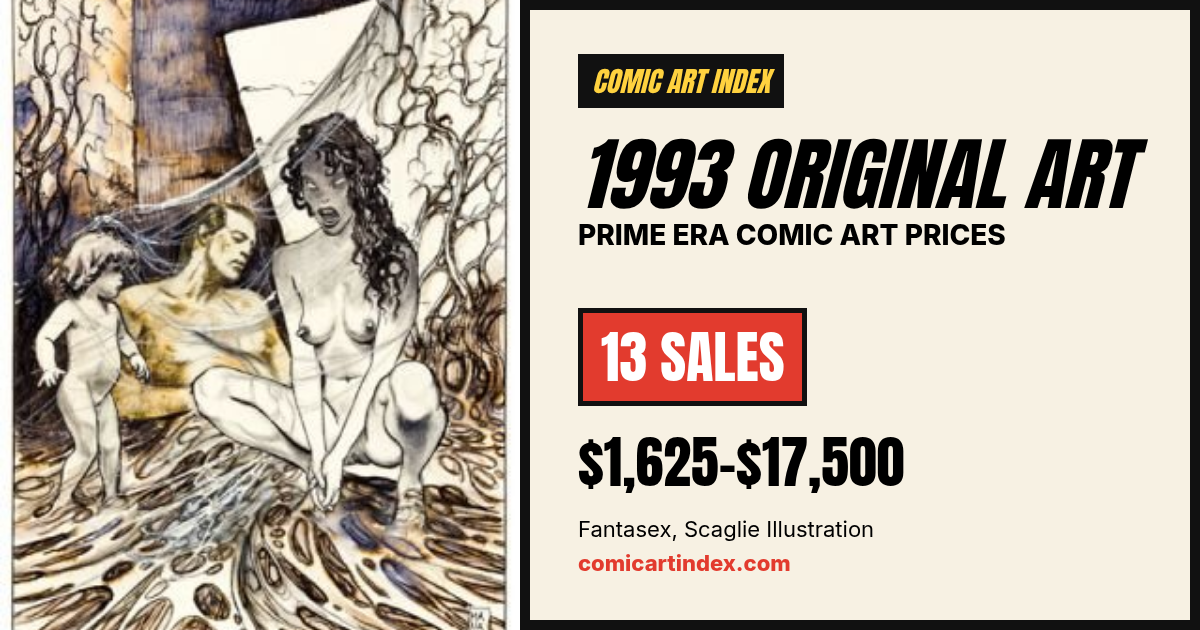 COMIC ART INDEX
1993 ORIGINAL ART
PRIME ERA COMIC ART PRICES
13 SALES
$1,625–$17,500
Fantasex, Scaglie Illustration
comicartindex.com